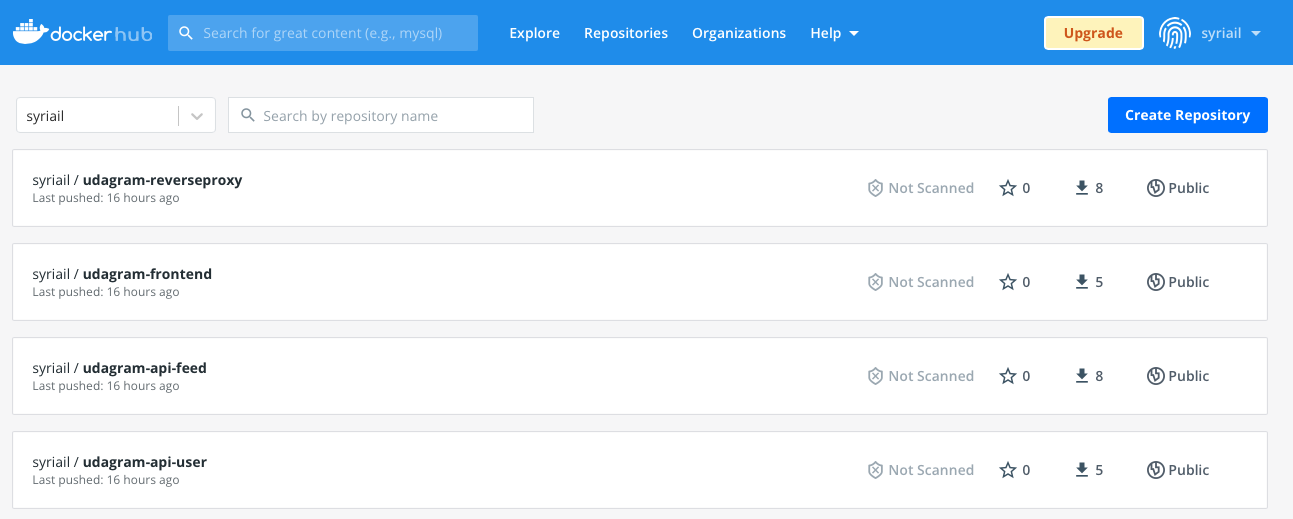 docker hub
Search for great content (e.g., mysql)
Explore
Repositories
Organizations
Help
Upgrade
syriail
syriail
Search by repository name
Create Repository
syriail / udagram-reverseproxy
Last pushed: 16 hours ago
Not Scanned
0
8
Public
syriail / udagram-frontend
Last pushed: 16 hours ago
Not Scanned
0
5
Public
syriail / udagram-api-feed
Last pushed: 16 hours ago
Not Scanned
0
8
Public
syriail / udagram-api-user
Last pushed: 16 hours ago
Not Scanned
0
5
Public